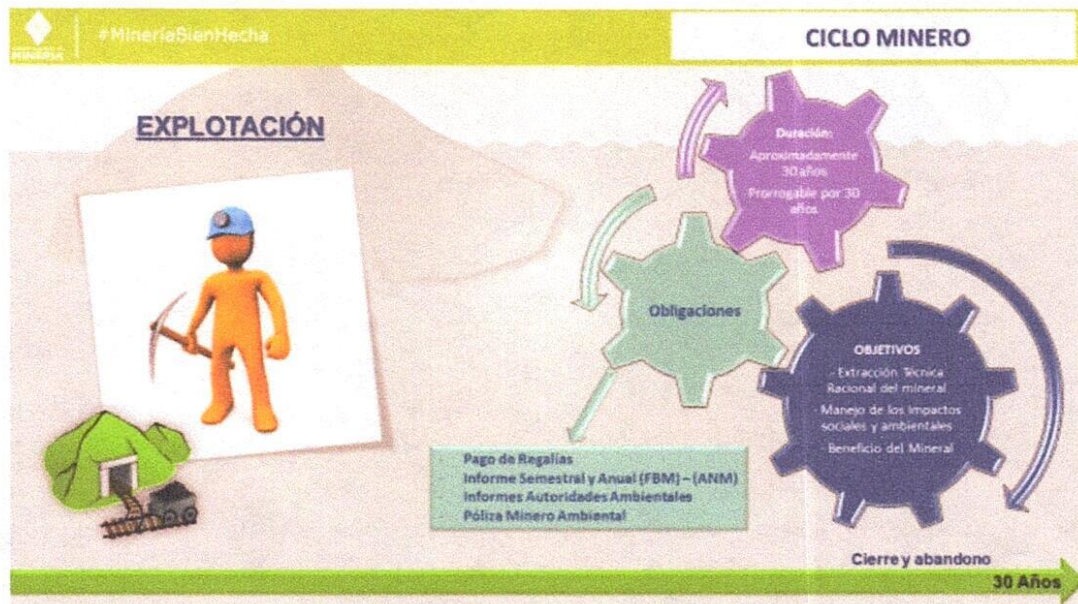 MINERÍA
#MineríaBienHecha
CICLO MINERO
EXPLOTACIÓN
Duración:
Aproximadamente
30 años
Prorrogable por 30
años
Obligaciones
OBJETIVOS
- Extracción Técnica
Racional del mineral
- Manejo de los impactos
sociales y ambientales
- Beneficio del Mineral
- Pago de Regalías
- Informe Semestral y Anual (FBM) – (ANM)
- Informes Autoridades Ambientales
- Póliza Minero Ambiental
Cierre y abandono
30 Años